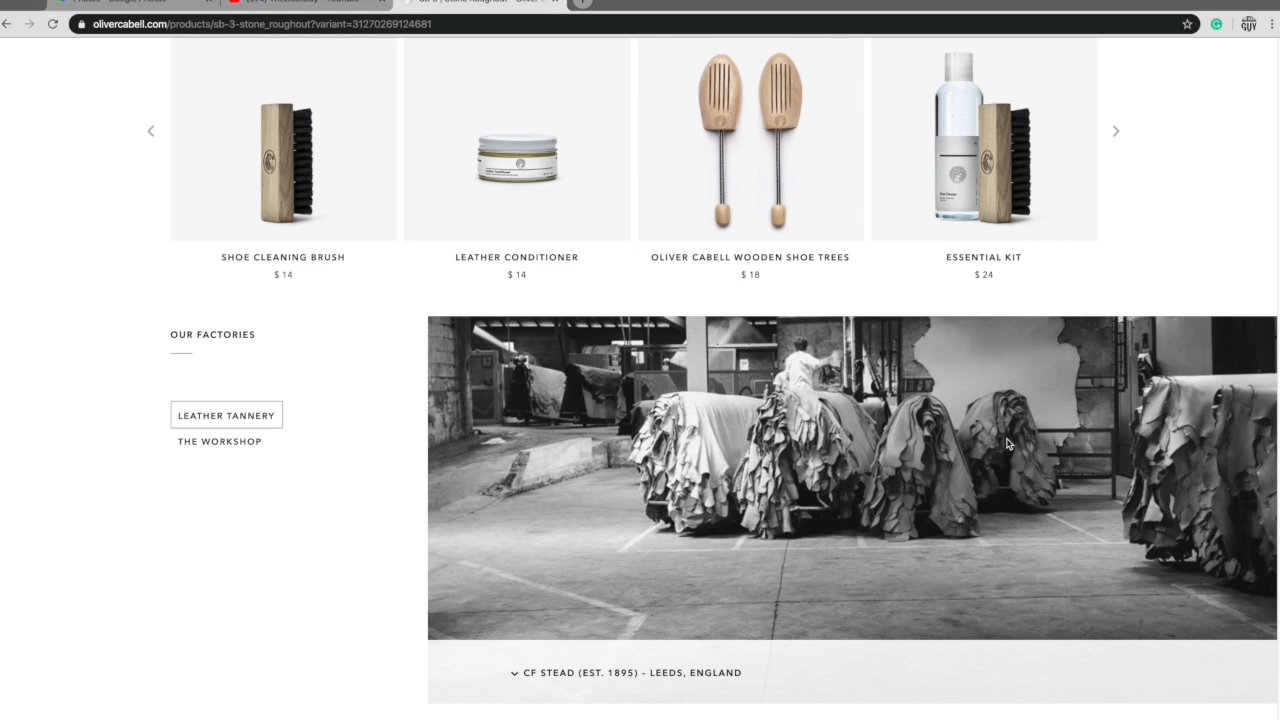 olivercabell.com/products/sb-3-stone_roughout?variant=31270269124681
GUY
SHOE CLEANING BRUSH
LEATHER CONDITIONER
OLIVER CABELL WOODEN SHOE TREES
ESSENTIAL KIT
$ 14
$ 14
$ 18
$ 24
OUR FACTORIES
LEATHER TANNERY
THE WORKSHOP
CF STEAD (EST. 1895) - LEEDS, ENGLAND